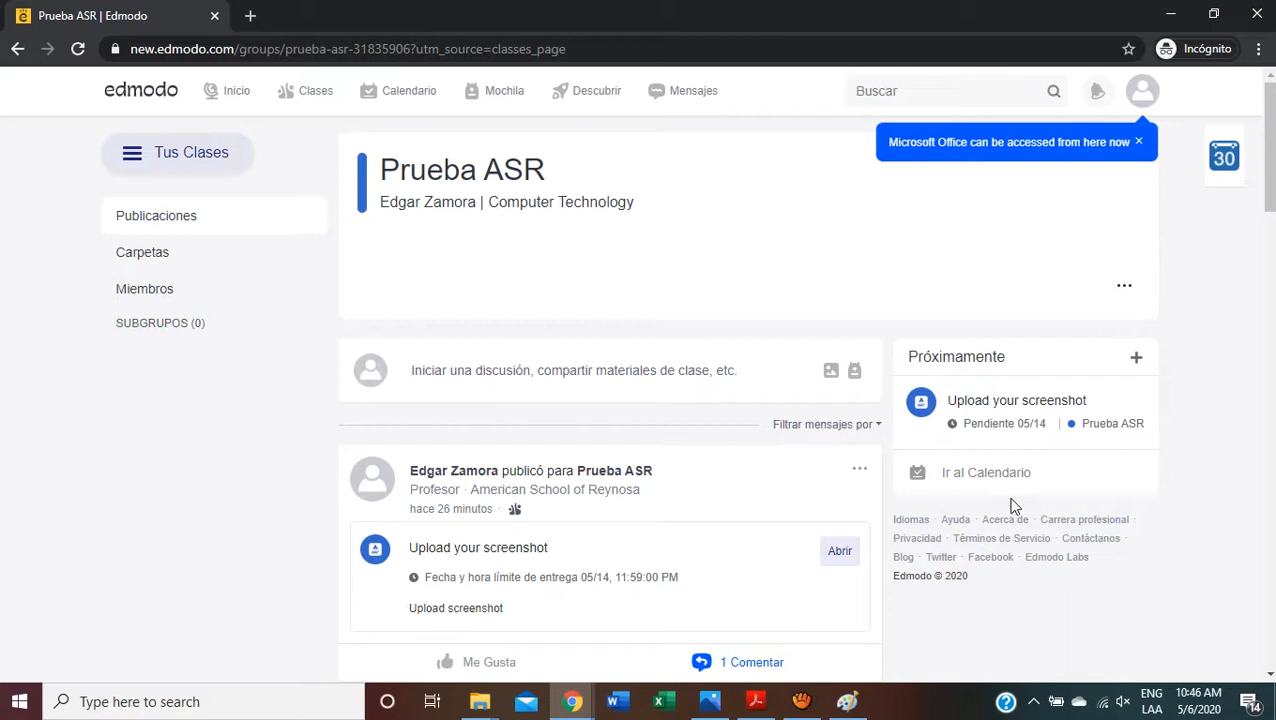 Prueba ASR | Edmodo
new.edmodo.com/groups/prueba-asr-31835906?utm_source=classes_page
Incógnito
edmodo
Inicio
Clases
Calendario
Mochila
Descubrir
Mensajes
Buscar
Microsoft Office can be accessed from here now
30
Tus Clases
Prueba ASR
Edgar Zamora | Computer Technology
Publicaciones
Carpetas
Miembros
SUBGRUPOS (0)
Iniciar una discusión, compartir materiales de clase, etc.
Filtrar mensajes por
Próximamente
Upload your screenshot
Pendiente 05/14 | Prueba ASR
Ir al Calendario
Edgar Zamora publicó para Prueba ASR
Profesor · American School of Reynosa
hace 26 minutos ·
Upload your screenshot
Abrir
Fecha y hora límite de entrega 05/14, 11:59:00 PM
Upload screenshot
Me Gusta
1 Comentar
Idiomas · Ayuda · Acerca de · Carrera profesional ·
Privacidad · Términos de Servicio · Contáctanos ·
Blog · Twitter · Facebook · Edmodo Labs
Edmodo © 2020
Type here to search
ENG
LAA
10:46 AM
5/6/2020
14